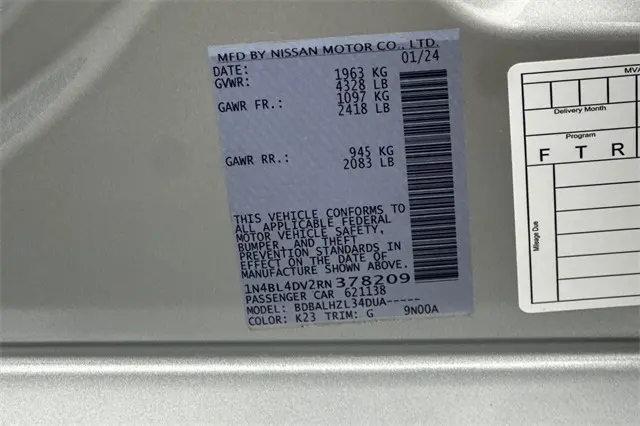 MFD BY NISSAN MOTOR CO., LTD.
DATE: 01/24
GVWR: 1963 KG
4328 LB
GAWR FR.: 1097 KG
2418 LB
GAWR RR.: 945 KG
2083 LB
THIS VEHICLE CONFORMS TO
ALL APPLICABLE FEDERAL
MOTOR VEHICLE SAFETY,
BUMPER, AND THEFT
PREVENTION STANDARDS IN
EFFECT ON THE DATE OF
MANUFACTURE SHOWN ABOVE.
1N4BL4DV2RN378209
PASSENGER CAR 621138
MODEL: BDBALHZL34DUA-----
COLOR: K23 TRIM: G 9N00A
MVA
Delivery Month
Program
F T R
Mileage Due